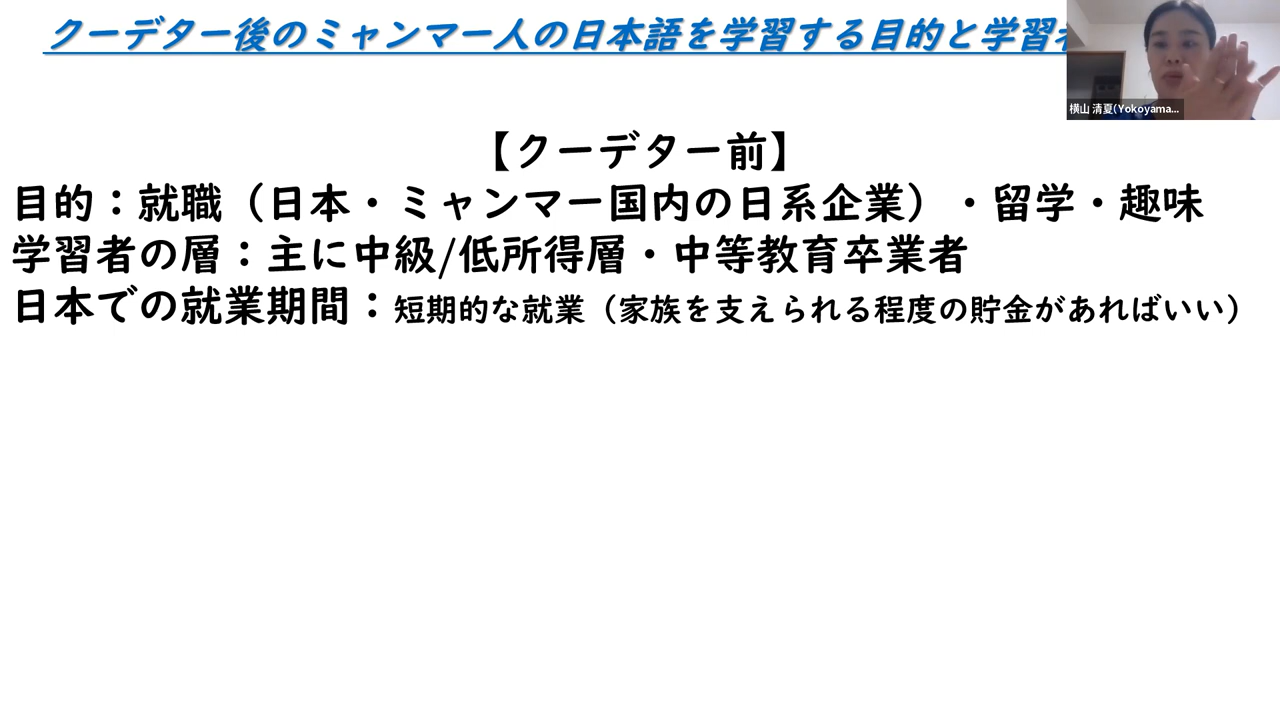 クーデター後のミャンマー人の日本語を学習する目的と学習
横山 清夏(Yokoyama...
【クーデター前】
目的：就職（日本・ミャンマー国内の日系企業）・留学・趣味
学習者の層：主に中級/低所得層・中等教育卒業者
日本での就業期間：短期的な就業（家族を支えられる程度の貯金があればいい）